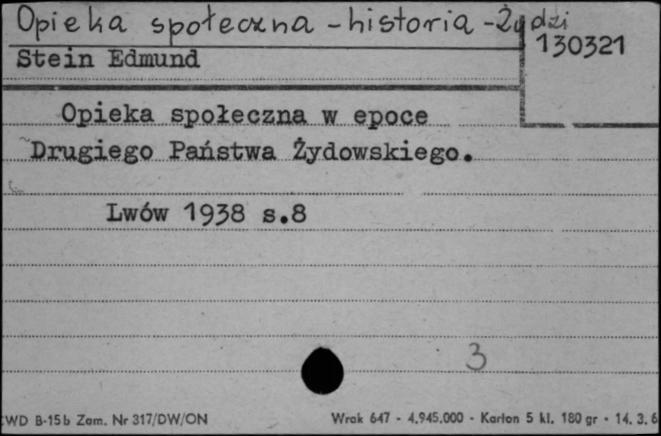 Opieka społeczna - historia - Żydzi
130321
Stein Edmund
Opieka społeczna w epoce
Drugiego Państwa Żydowskiego.
Lwów 1938 s.8
3
CWD B-15b Zam. Nr 317/DW/ON Wrak 647 - 4.945.000 - Karton 5 kl. 180 gr - 14. 3. 6